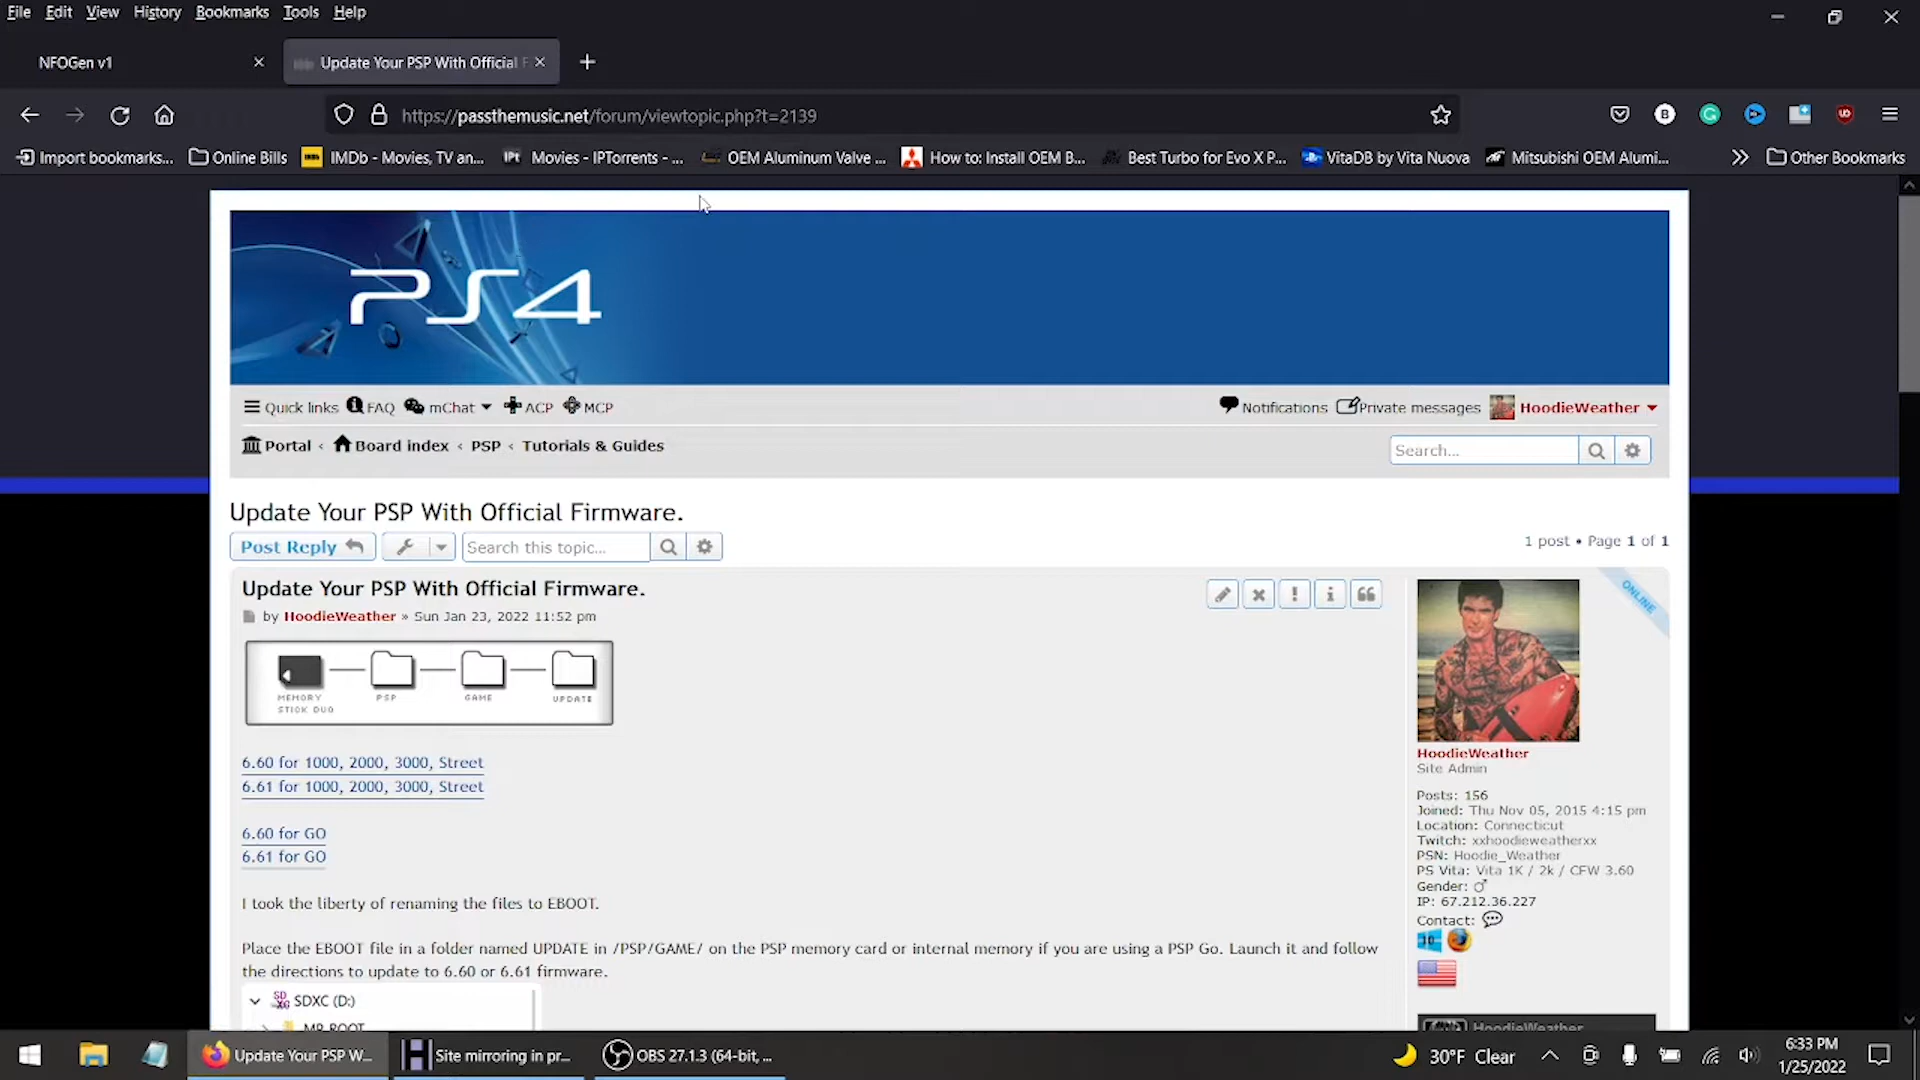 File Edit View History Bookmarks Tools Help
NFOGen v1
Update Your PSP With Official F
https://passthemusic.net/forum/viewtopic.php?t=2139
Import bookmarks... Online Bills IMDb - Movies, TV an... IPt Movies - IPTorrents - ... OEM Aluminum Valve ... How to: Install OEM B... Best Turbo for Evo X P... VitaDB by Vita Nuova Mitsubishi OEM Alumi... Other Bookmarks
PS4
Quick links FAQ mChat ACP MCP Notifications Private messages HoodieWeather
Portal ‹ Board index ‹ PSP ‹ Tutorials & Guides Search...
Update Your PSP With Official Firmware.
Post Reply Search this topic... 1 post • Page 1 of 1
Update Your PSP With Official Firmware.
by HoodieWeather » Sun Jan 23, 2022 11:52 pm
ONLINE
MEMORY STICK DUO PSP GAME UPDATE
6.60 for 1000, 2000, 3000, Street
6.61 for 1000, 2000, 3000, Street
6.60 for GO
6.61 for GO
I took the liberty of renaming the files to EBOOT.
Place the EBOOT file in a folder named UPDATE in /PSP/GAME/ on the PSP memory card or internal memory if you are using a PSP Go. Launch it and follow
the directions to update to 6.60 or 6.61 firmware.
SDXC (D:)
MP_ROOT
HoodieWeather
Site Admin
Posts: 156
Joined: Thu Nov 05, 2015 4:15 pm
Location: Connecticut
Twitch: xxhoodieweatherxx
PSN: Hoodie_Weather
PS Vita: Vita 1K / 2k / CFW 3.60
Gender: ♂
IP: 67.212.36.227
Contact:
HoodieWeather
Update Your PSP W... Site mirroring in pr... OBS 27.1.3 (64-bit, ... 30°F Clear
6:33 PM
1/25/2022